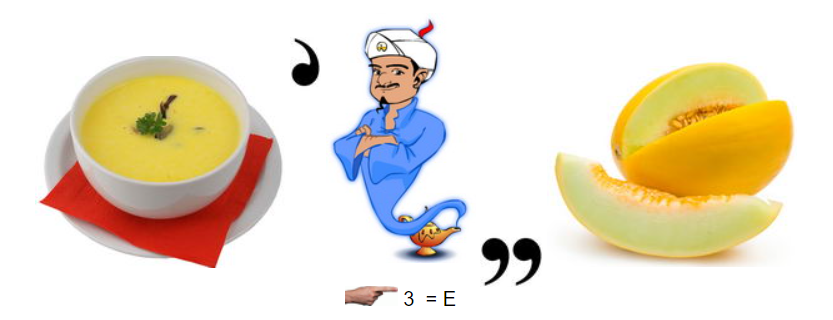 ,
,,
3 = E